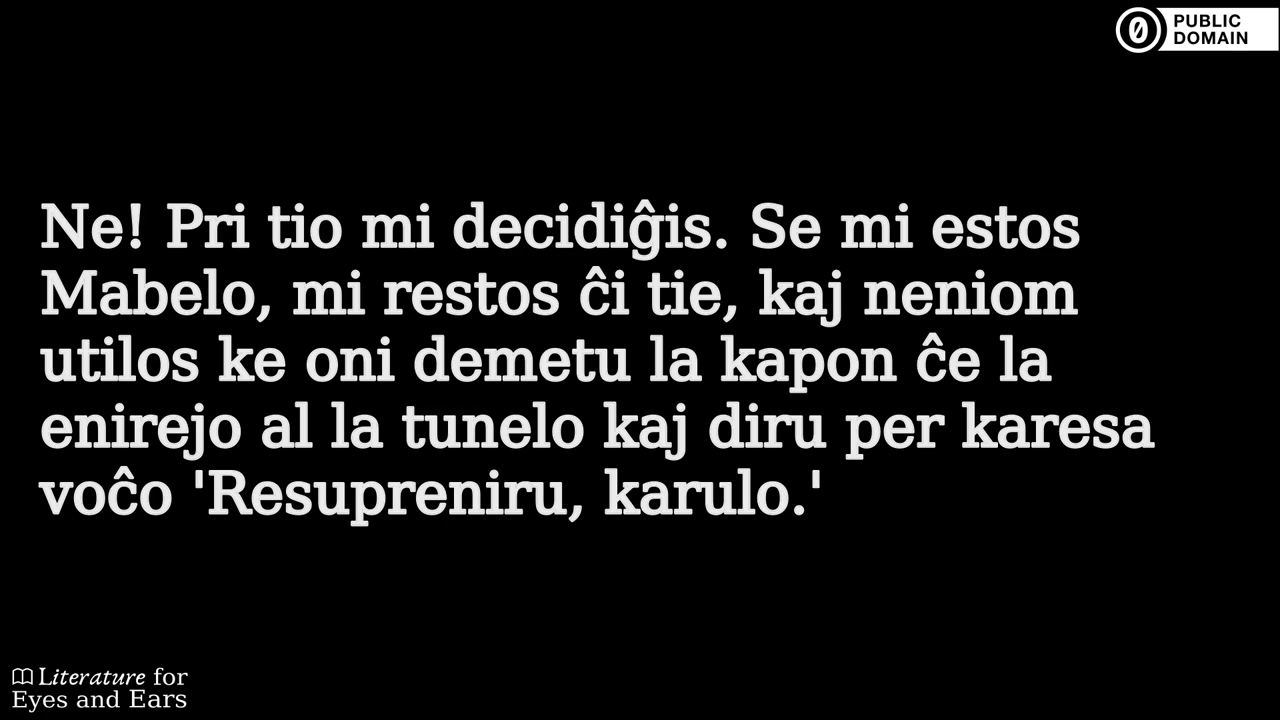 PUBLIC
DOMAIN
Ne! Pri tio mi decidiĝis. Se mi estos
Mabelo, mi restos ĉi tie, kaj neniom
utilos ke oni demetu la kapon ĉe la
enirejo al la tunelo kaj diru per karesa
voĉo 'Resupreniru, karulo.'
Literature for
Eyes and Ears